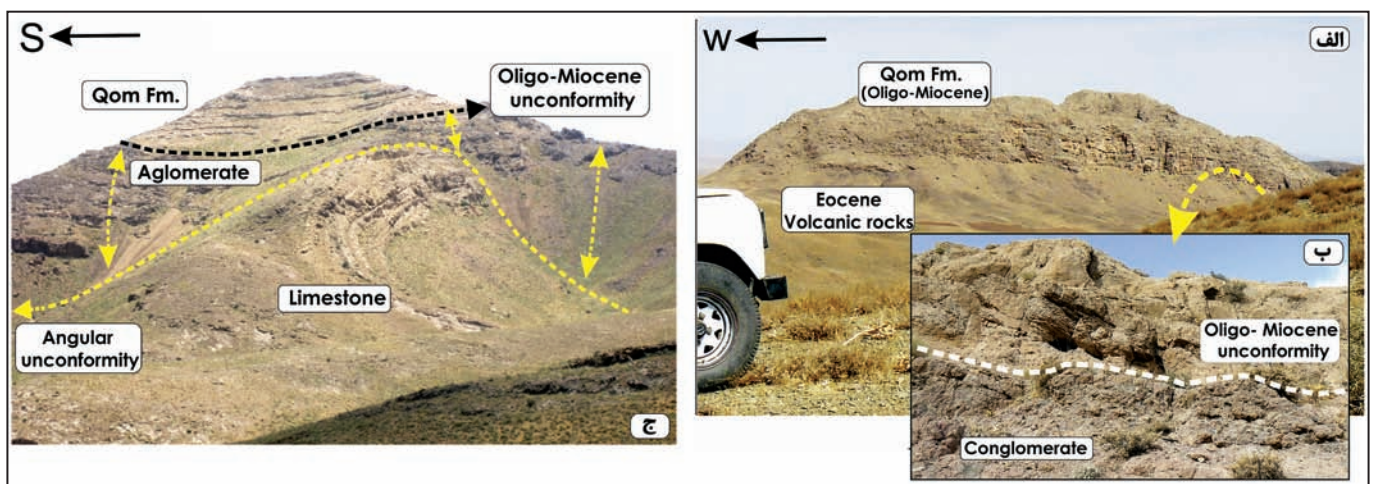 S
Qom Fm.
Oligo-Miocene
unconformity
Aglomerate
Limestone
Angular
unconformity
ج
W
الف
Qom Fm.
(Oligo-Miocene)
Eocene
Volcanic rocks
ب
Oligo- Miocene
unconformity
Conglomerate